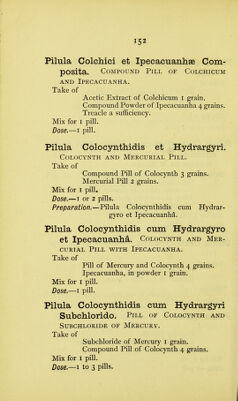 152
Pilula Colchici et Ipecacuanhæ Com-
posita. COMPOUND PILL OF COLCHICUM
AND IPECACUANHA.
Take of
Acetic Extract of Colchicum 1 grain.
Compound Powder of Ipecacuanha 4 grains.
Treacle a sufficiency.
Mix for 1 pill.
Dose.—1 pill.
Pilula Colocynthidis et Hydrargyri.
COLOCYNTH AND MERCURIAL PILL.
Take of
Compound Pill of Colocynth 3 grains.
Mercurial Pill 2 grains.
Mix for 1 pill.
Dose.—1 or 2 pills.
Preparation.—Pilula Colocynthidis cum Hydrar-
gyro et Ipecacuanhâ.
Pilula Colocynthidis cum Hydrargyro
et Ipecacuanhâ. COLOCYNTH AND MER-
CURIAL PILL WITH IPECACUANHA.
Take of
Pill of Mercury and Colocynth 4 grains.
Ipecacuanha, in powder 1 grain.
Mix for 1 pill.
Dose.—1 pill.
Pilula Colocynthidis cum Hydrargyri
Subchlorido. PILL OF COLOCYNTH AND
SUBCHLORIDE OF MERCURY.
Take of
Subchloride of Mercury 1 grain.
Compound Pill of Colocynth 4 grains.
Mix for 1 pill.
Dose.—1 to 3 pills.